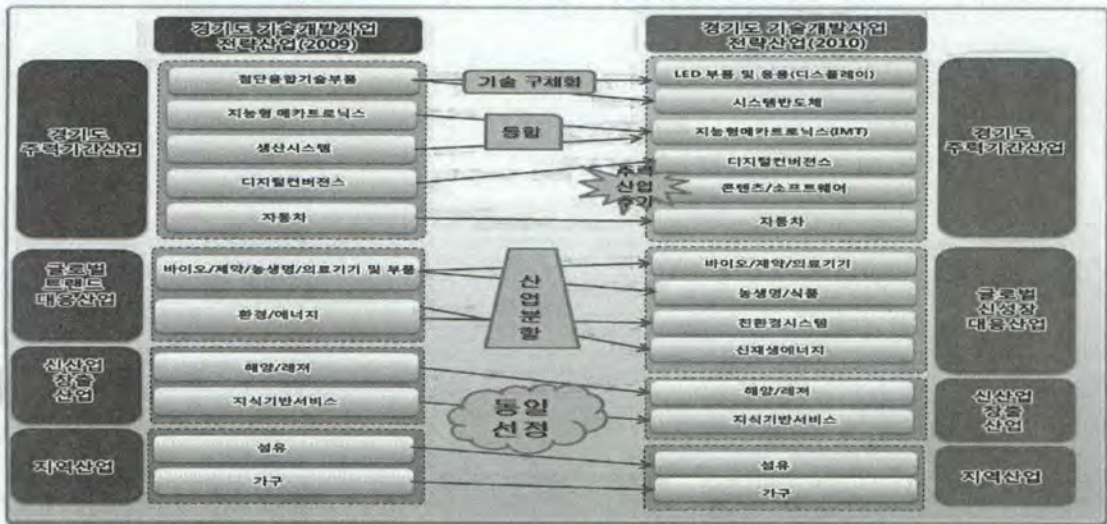 경기도 기술개발사업
전략산업(2009)
경기도 기술개발사업
전략산업(2010)
경기도
주력기간산업
첨단융합기술부품
지능형 메카트로닉스
생산시스템
디지털컨버전스
자동차
기술 구체화
통합
주력
산업
추가
LED 부품 및 응용(디스플레이)
시스템반도체
지능형메카트로닉스(IMT)
디지털컨버전스
콘텐츠/소프트웨어
자동차
경기도
주력기간산업
글로벌
트랜드
대응산업
바이오/제약/농생명/의료기기 및 부품
환경/에너지
산
업
분
할
바이오/제약/의료기기
농생명/식품
친환경시스템
신재생에너지
글로벌
신성장
대응산업
신산업
창출
산업
해양/레저
지식기반서비스
동일
선정
해양/레저
지식기반서비스
신산업
창출
산업
지역산업
섬유
가구
섬유
가구
지역산업